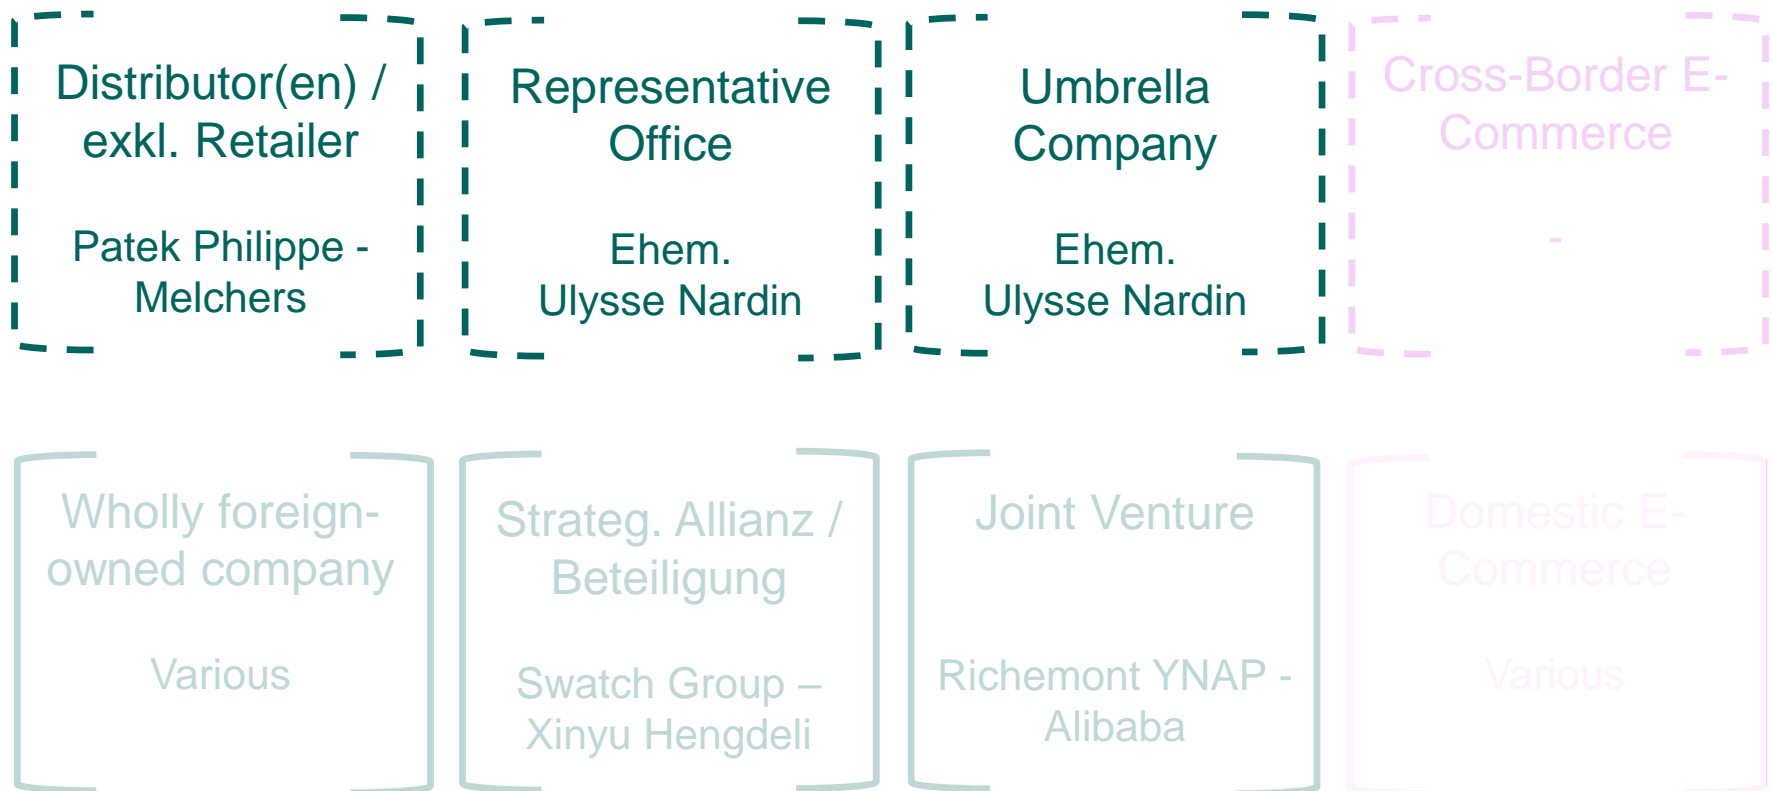 Distributor(en) /
exkl. Retailer
Patek Philippe -
Melchers
Representative
Office
Ehem.
Ulysse Nardin
Umbrella
Company
Ehem.
Ulysse Nardin
Cross-Border E-
Commerce
-
Wholly foreign-
owned company
Various
Strateg. Allianz /
Beteiligung
Swatch Group –
Xinyu Hengdeli
Joint Venture
Richemont YNAP -
Alibaba
Domestic E-
Commerce
Various